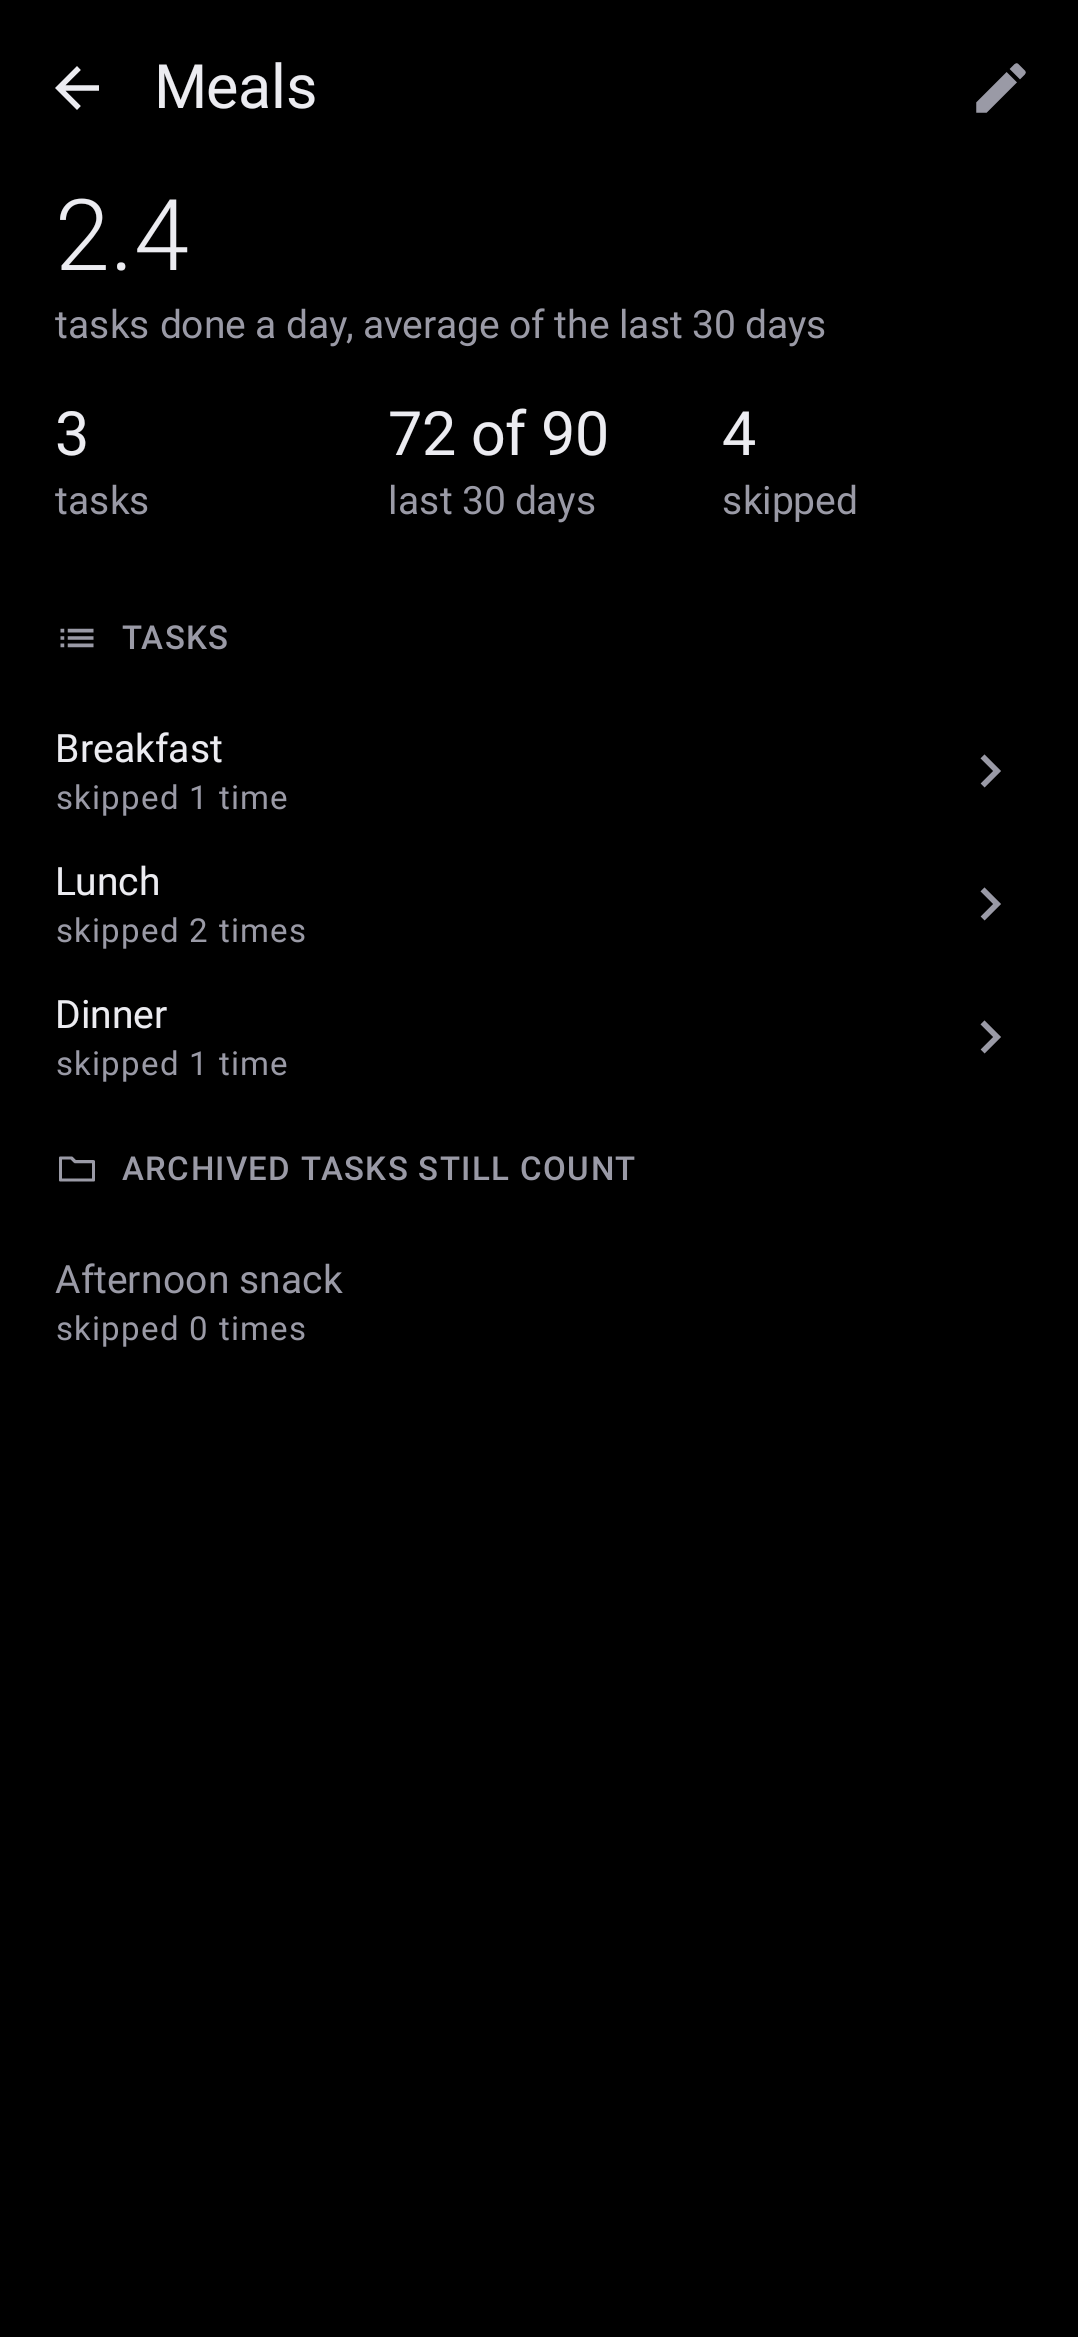 Meals
2.4
tasks done a day, average of the last 30 days
3
tasks
72 of 90
last 30 days
4
skipped
TASKS
Breakfast
skipped 1 time
Lunch
skipped 2 times
Dinner
skipped 1 time
ARCHIVED TASKS STILL COUNT
Afternoon snack
skipped 0 times